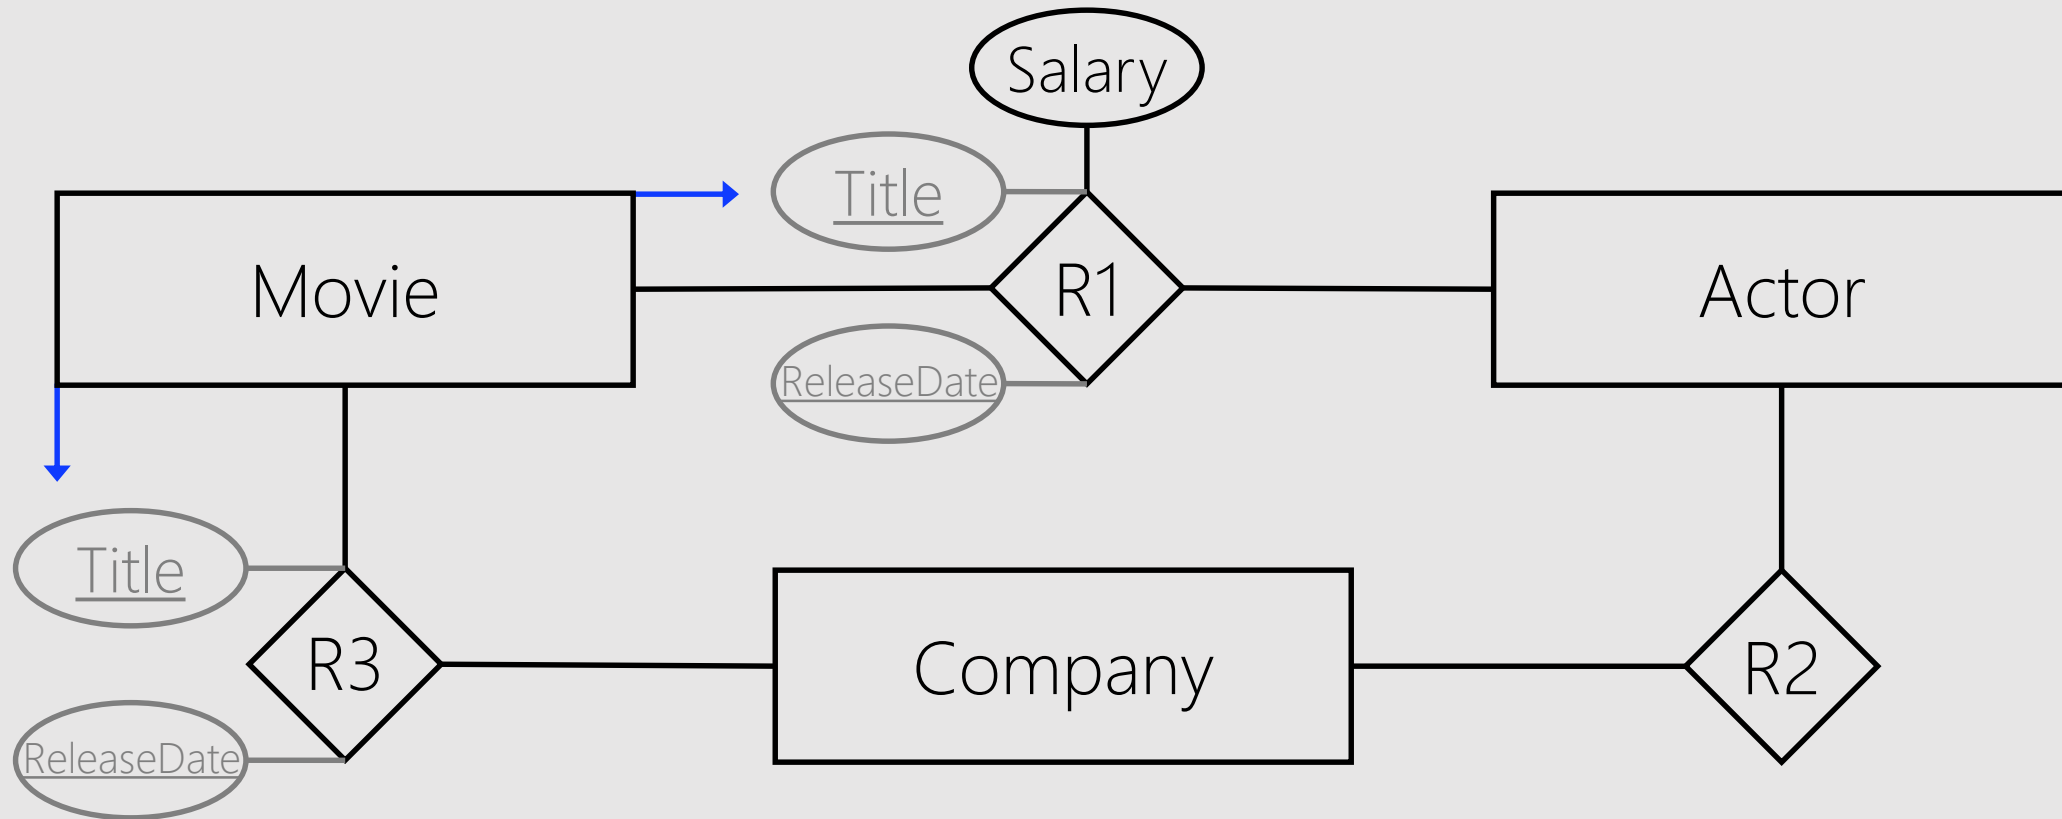 Salary
Title
Movie
R1
Actor
ReleaseDate
Title
R3
Company
R2
ReleaseDate